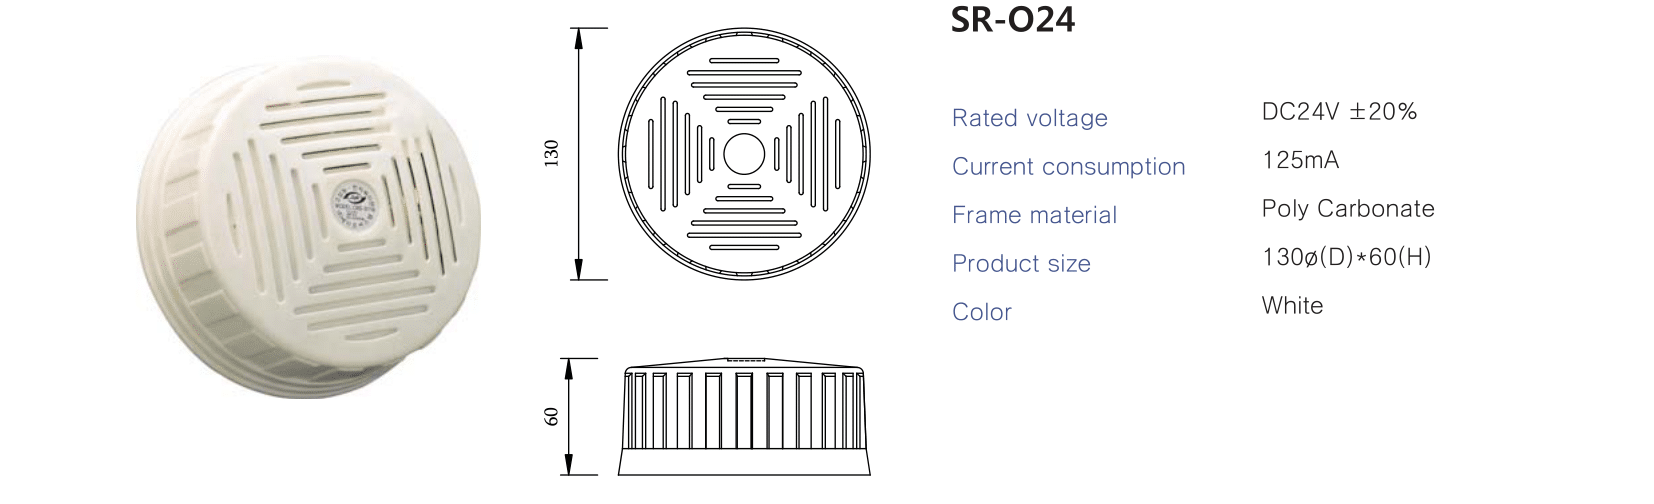 SR-O24
130
60
Rated voltage DC24V ±20%
Current consumption 125mA
Frame material Poly Carbonate
Product size 130ø(D)*60(H)
Color White